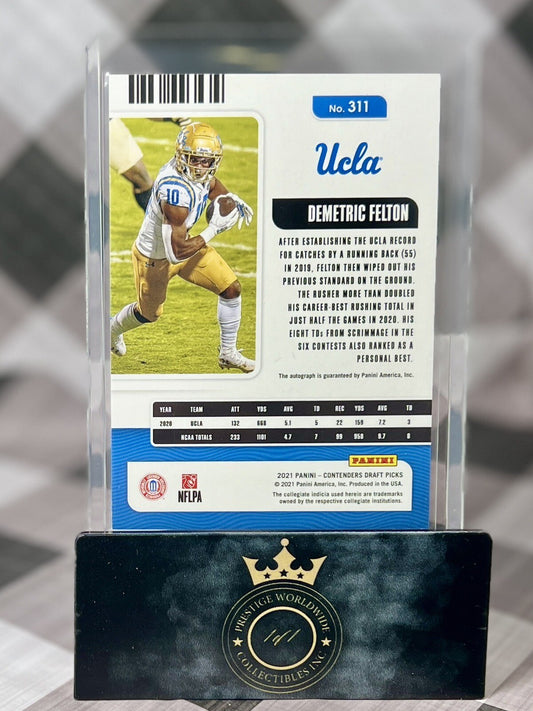 No. 311
Ucla
DEMETRIC FELTON
AFTER ESTABLISHING THE UCLA RECORD
FOR CATCHES BY A RUNNING BACK (55)
IN 2019, FELTON THEN WIPED OUT HIS
PREVIOUS STANDARD ON THE GROUND.
THE RUSHER MORE THAN DOUBLED
HIS CAREER-BEST RUSHING TOTAL IN
JUST HALF THE GAMES IN 2020. HIS
EIGHT TDs FROM SCRIMMAGE IN THE
SIX CONTESTS ALSO RANKED AS A
PERSONAL BEST.
The autograph is guaranteed by Panini America, Inc.
10
YEAR TEAM ATT YDS AVG TD REC YDS AVG TD
2020 UCLA 132 668 5.1 5 22 159 7.2 3
NCAA TOTALS 233 1101 4.7 7 99 958 9.7 8
PANINI
2021 PANINI – CONTENDERS DRAFT PICKS
© 2021 Panini America, Inc. Produced in the USA.
The collegiate indicia used herein are trademarks
owned by the respective collegiate institutions.
NFLPA
PRESTIGE WORLDWIDE
1of1
COLLECTIBLES INC.